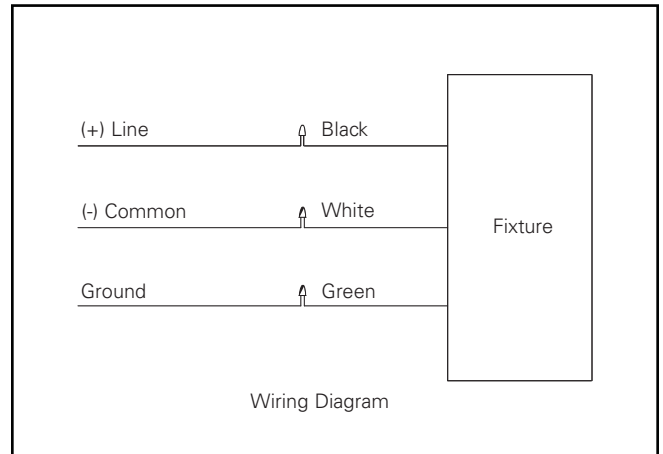 (+) Line Black
(-) Common White
Fixture
Ground Green
Wiring Diagram